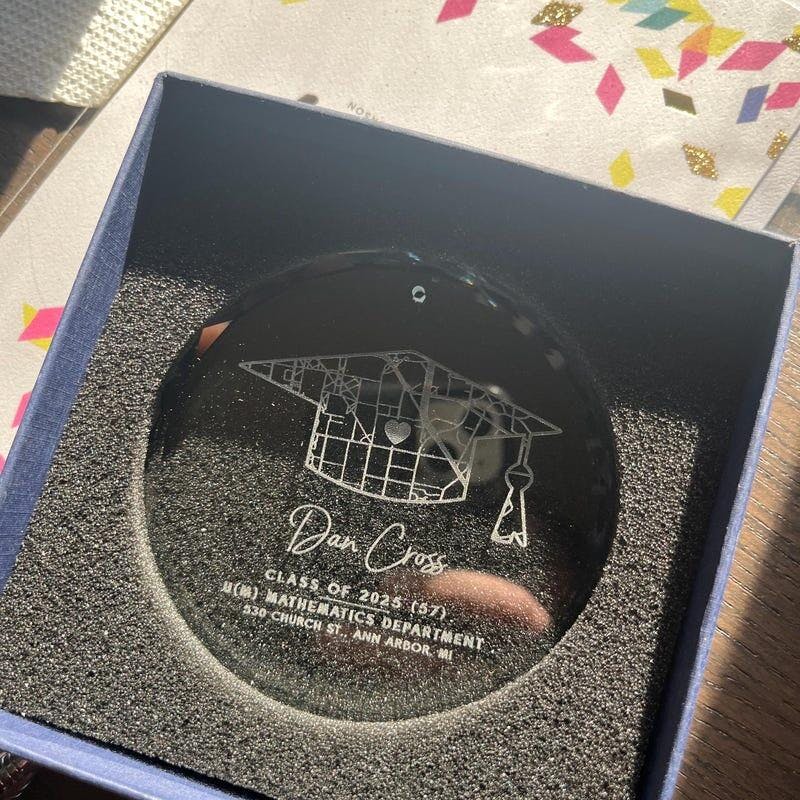 Dan Cross
CLASS OF 2025 (57)
U(M) MATHEMATICS DEPARTMENT
530 CHURCH ST., ANN ARBOR, MI